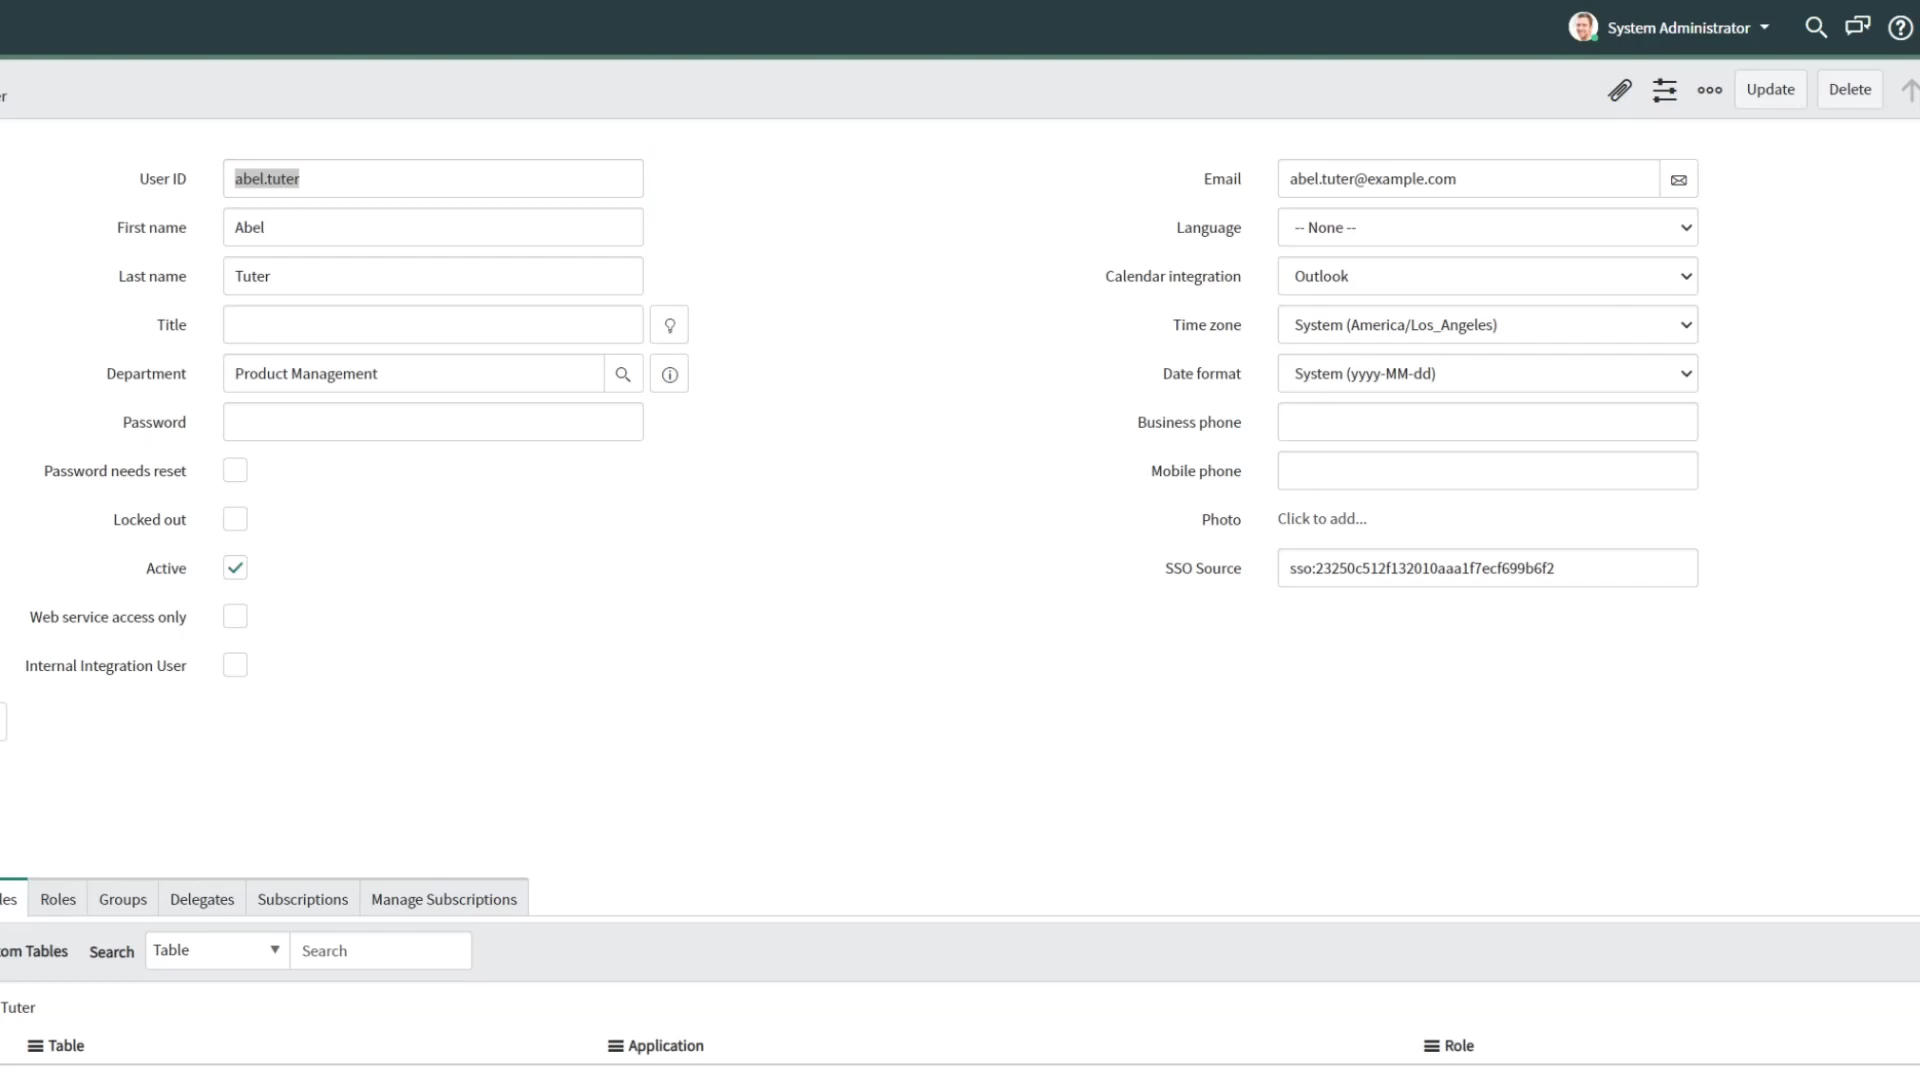 System Administrator
er
Update
Delete
User ID
abel.tuter
First name
Abel
Last name
Tuter
Title
Department
Product Management
Password
Password needs reset
Locked out
Active
Web service access only
Internal Integration User
Email
abel.tuter@example.com
Language
-- None --
Calendar integration
Outlook
Time zone
System (America/Los_Angeles)
Date format
System (yyyy-MM-dd)
Business phone
Mobile phone
Photo
Click to add...
SSO Source
sso:23250c512f132010aaa1f7ecf699b6f2
les
Roles
Groups
Delegates
Subscriptions
Manage Subscriptions
om Tables
Search
Table
Search
Tuter
Table
Application
Role